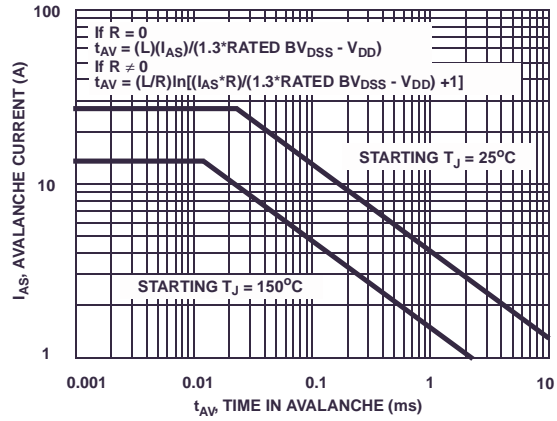 100
If R = 0
tAV = (L)(IAS)/(1.3*RATED BVDSS - VDD)
If R ≠ 0
tAV = (L/R)ln[(IAS*R)/(1.3*RATED BVDSS - VDD) +1]
IAS, AVALANCHE CURRENT (A)
STARTING TJ = 25ºC
10
STARTING TJ = 150ºC
1
0.001 0.01 0.1 1 10
tAV, TIME IN AVALANCHE (ms)